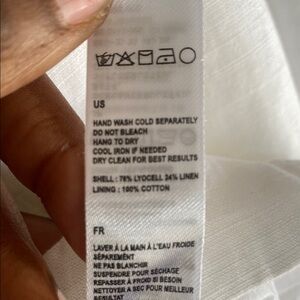 US
HAND WASH COLD SEPARATELY
DO NOT BLEACH
HANG TO DRY
COOL IRON IF NEEDED
DRY CLEAN FOR BEST RESULTS
SHELL : 76% LYOCELL 24% LINEN
LINING : 100% COTTON
FR
LAVER À LA MAIN À L'EAU FROIDE
SÉPAREMENT
NE PAS BLANCHIR
SUSPENDRE POUR SÉCHAGE
REPASSER À FROID SI BESOIN
NETTOYER À SEC POUR MEILLEUR
RESULTAT